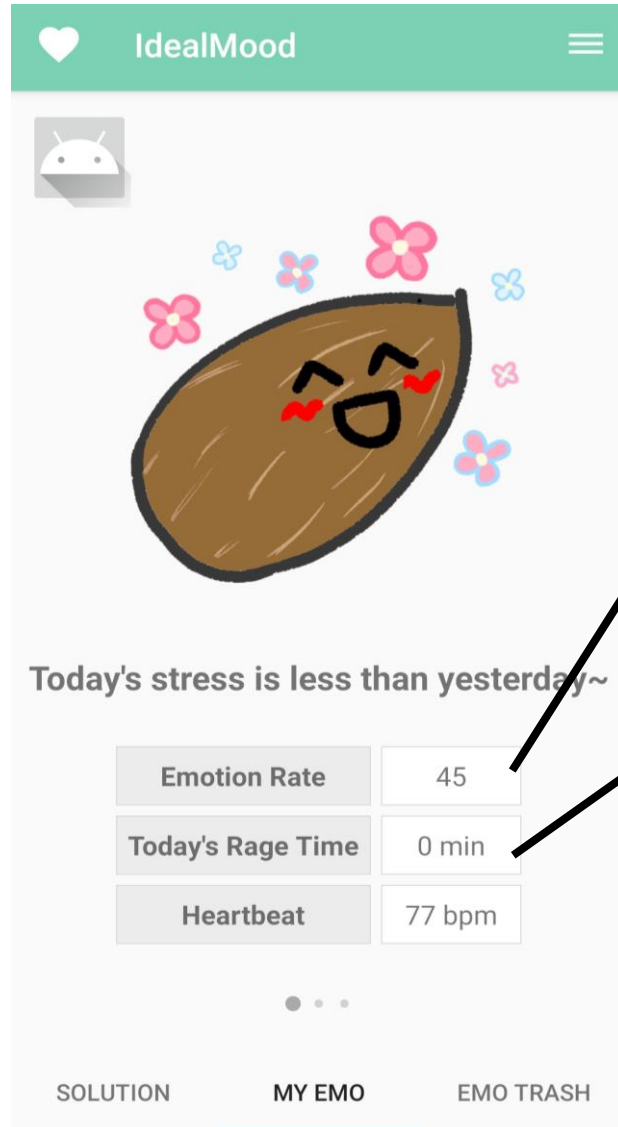 IdealMood
Today's stress is less than yesterday~
Emotion Rate 45
Today's Rage Time 0 min
Heartbeat 77 bpm
SOLUTION MY EMO EMO TRASH